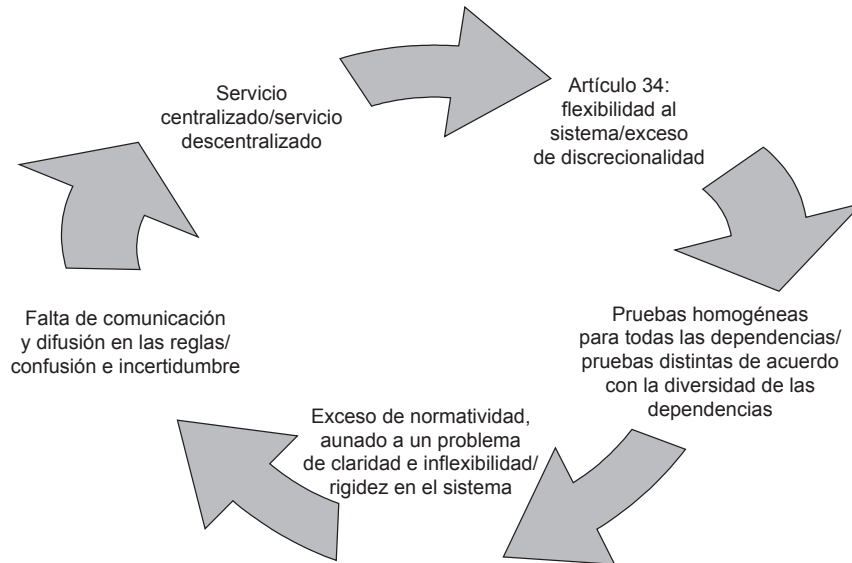 Servicio
centralizado/servicio
descentralizado
Artículo 34:
flexibilidad al
sistema/exceso
de discrecionalidad
Pruebas homogéneas
para todas las dependencias/
pruebas distintas de acuerdo
con la diversidad de las
dependencias
Exceso de normatividad,
aunado a un problema
de claridad e inflexibilidad/
rigidez en el sistema
Falta de comunicación
y difusión en las reglas/
confusión e incertidumbre